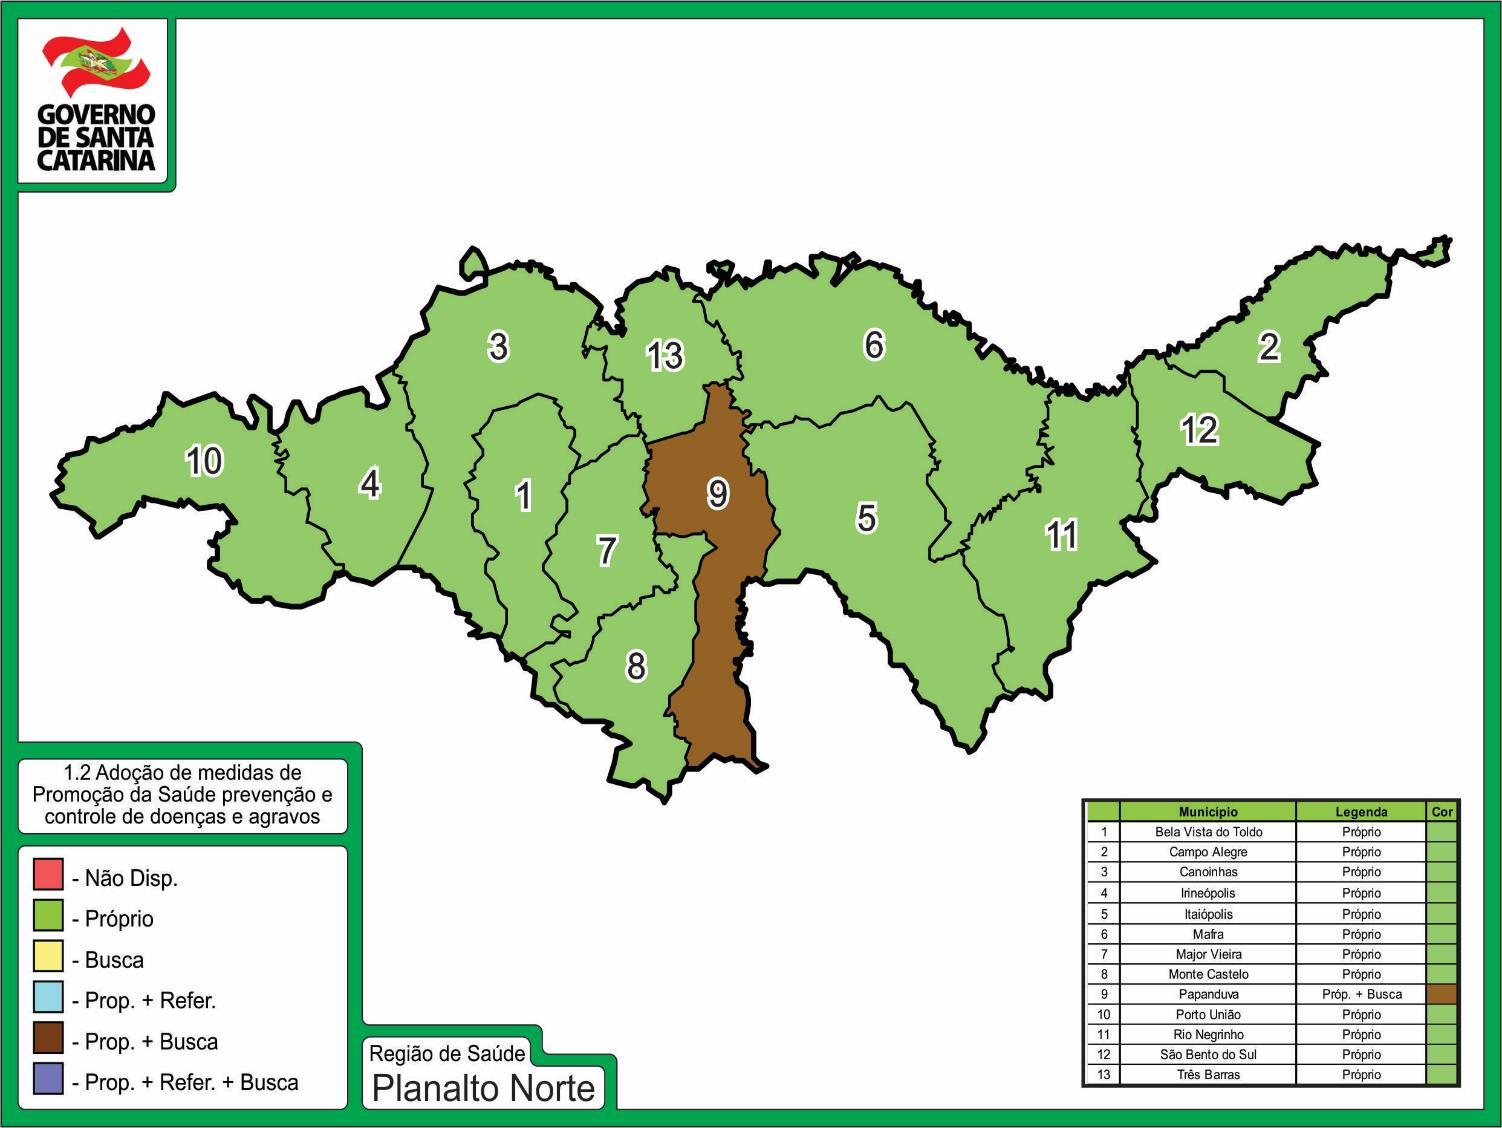 GOVERNO
DE SANTA
CATARINA
3
13
6
2
10
4
1
9
5
12
7
11
8
1.2 Adoção de medidas de
Promoção da Saúde prevenção e
controle de doenças e agravos
- Não Disp.
- Próprio
- Busca
- Prop. + Refer.
- Prop. + Busca
- Prop. + Refer. + Busca
Região de Saúde
Planalto Norte
Município Legenda Cor
1 Bela Vista do Toldo Próprio
2 Campo Alegre Próprio
3 Canoinhas Próprio
4 Irineópolis Próprio
5 Itaiópolis Próprio
6 Mafra Próprio
7 Major Vieira Próprio
8 Monte Castelo Próprio
9 Papanduva Próp. + Busca
10 Porto União Próprio
11 Rio Negrinho Próprio
12 São Bento do Sul Próprio
13 Três Barras Próprio